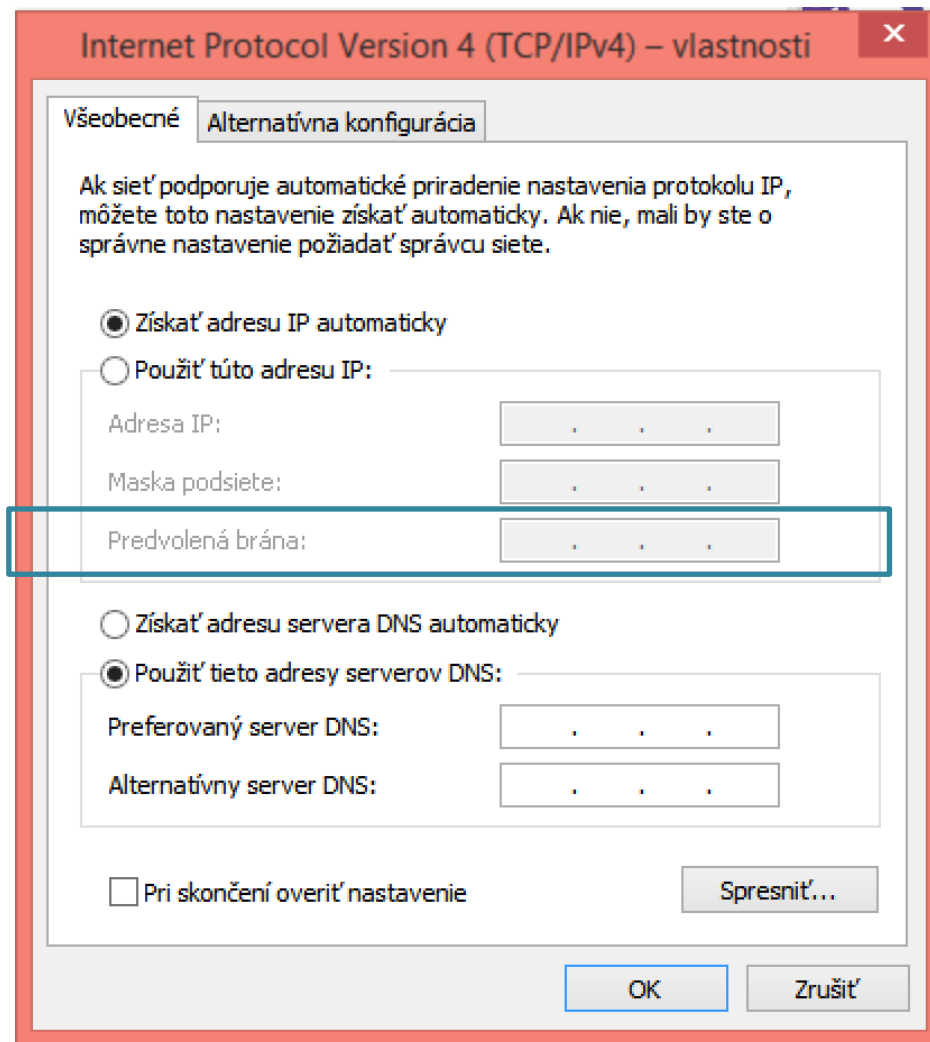 Internet Protocol Version 4 (TCP/IPv4) – vlastnosti
Všeobecné
Alternatívna konfigurácia
Ak sieť podporuje automatické priradenie nastavenia protokolu IP,
môžete toto nastavenie získať automaticky. Ak nie, mali by ste o
správne nastavenie požiadať správcu siete.
Získať adresu IP automaticky
Použiť túto adresu IP:
Adresa IP:
Maska podsiete:
Predvolená brána:
Získať adresu servera DNS automaticky
Použiť tieto adresy serverov DNS:
Preferovaný server DNS:
Alternatívny server DNS:
Pri skončení overiť nastavenie
Spresniť...
OK
Zrušiť